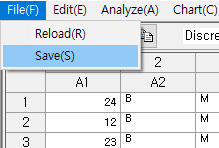 File(F) Edit(E) Analyze(A) Chart(C)
Reload(R)
Save(S)
Discre
2
A1 A2
1 24 B M
2 12 B M
3 23 B M